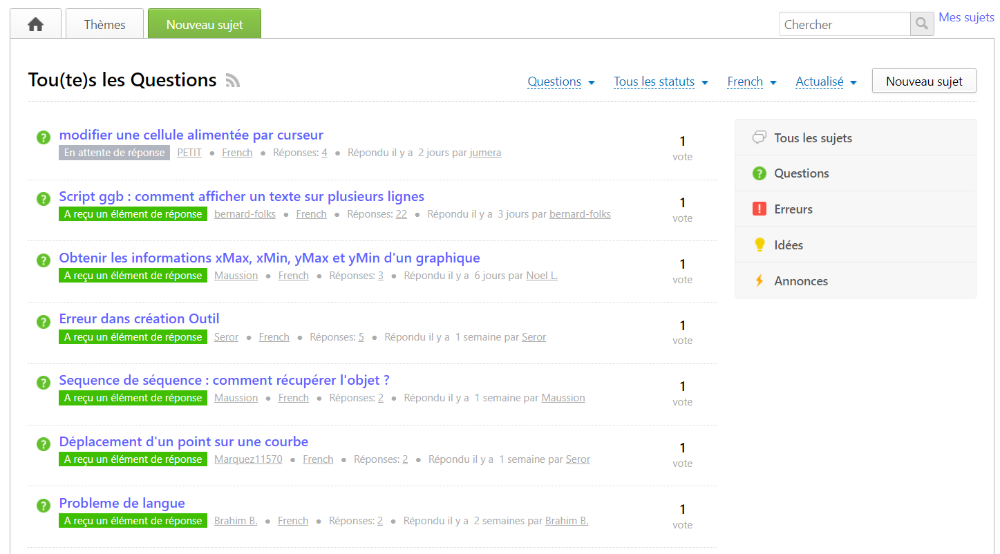 Thèmes
Nouveau sujet
Chercher
Mes sujets
Tou(te)s les Questions
Questions
Tous les statuts
French
Actualisé
Nouveau sujet
modifier une cellule alimentée par curseur
En attente de réponse PETIT • French • Réponses: 4 • Répondu il y a 2 jours par jumera
1
vote
Script ggb : comment afficher un texte sur plusieurs lignes
A reçu un élément de réponse bernard-folks • French • Réponses: 22 • Répondu il y a 3 jours par bernard-folks
1
vote
Obtenir les informations xMax, xMin, yMax et yMin d'un graphique
A reçu un élément de réponse Maussion • French • Réponses: 3 • Répondu il y a 6 jours par Noel L.
1
vote
Erreur dans création Outil
A reçu un élément de réponse Seror • French • Réponses: 5 • Répondu il y a 1 semaine par Seror
1
vote
Sequence de séquence : comment récupérer l'objet ?
A reçu un élément de réponse Maussion • French • Réponses: 2 • Répondu il y a 1 semaine par Maussion
1
vote
Déplacement d'un point sur une courbe
A reçu un élément de réponse Marquez11570 • French • Réponses: 2 • Répondu il y a 1 semaine par Seror
1
vote
Probleme de langue
A reçu un élément de réponse Brahim B. • French • Réponses: 2 • Répondu il y a 2 semaines par Brahim B.
1
vote
Tous les sujets
Questions
Erreurs
Idées
Annonces